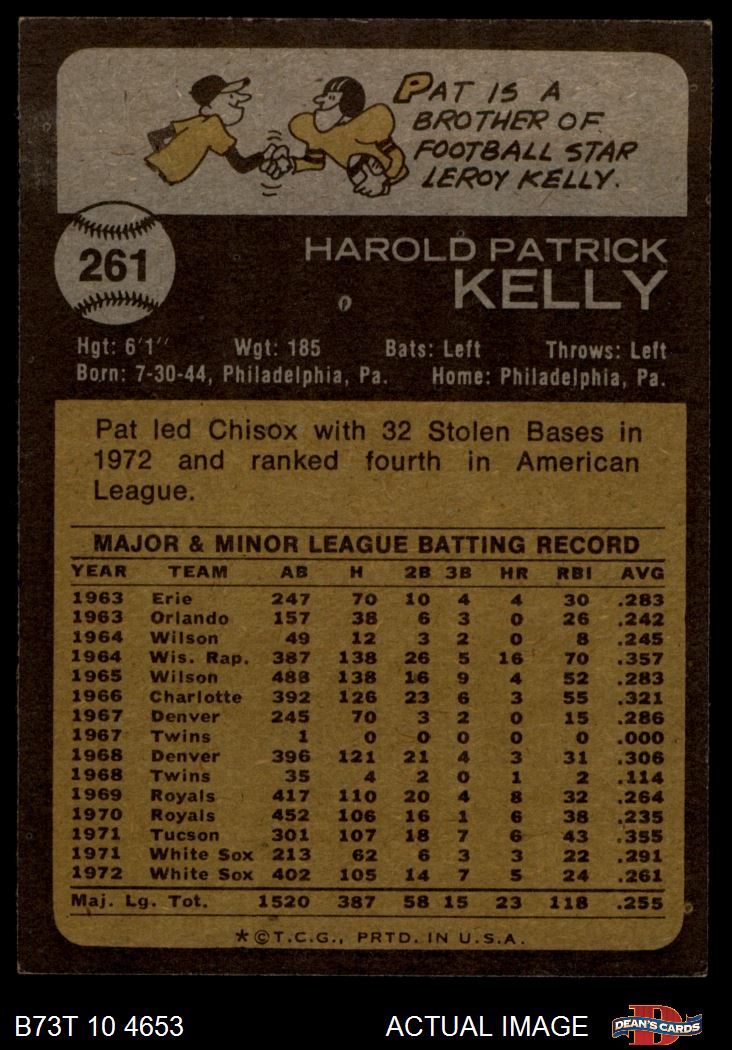 PAT IS A
BROTHER OF
FOOTBALL STAR
LEROY KELLY.
261
HAROLD PATRICK
KELLY
Hgt: 6'1" Wgt: 185 Bats: Left Throws: Left
Born: 7-30-44, Philadelphia, Pa. Home: Philadelphia, Pa.
Pat led Chisox with 32 Stolen Bases in
1972 and ranked fourth in American
League.
MAJOR & MINOR LEAGUE BATTING RECORD
YEAR TEAM AB H 2B 3B HR RBI AVG
1963 Erie 247 70 10 4 4 30 .283
1963 Orlando 157 38 6 3 0 26 .242
1964 Wilson 49 12 3 2 0 8 .245
1964 Wis. Rap. 387 138 26 5 16 70 .357
1965 Wilson 488 138 16 9 4 52 .283
1966 Charlotte 392 126 23 6 3 55 .321
1967 Denver 245 70 3 2 0 15 .286
1967 Twins 1 0 0 0 0 0 .000
1968 Denver 396 121 21 4 3 31 .306
1968 Twins 35 4 2 0 1 2 .114
1969 Royals 417 110 20 4 8 32 .264
1970 Royals 452 106 16 1 6 38 .235
1971 Tucson 301 107 18 7 6 43 .355
1971 White Sox 213 62 6 3 3 22 .291
1972 White Sox 402 105 14 7 5 24 .261
Maj. Lg. Tot. 1520 387 58 15 23 118 .255
*©T.C.G., PRTD. IN U.S.A.
B73T 10 4653 ACTUAL IMAGE D DEAN'S CARDS